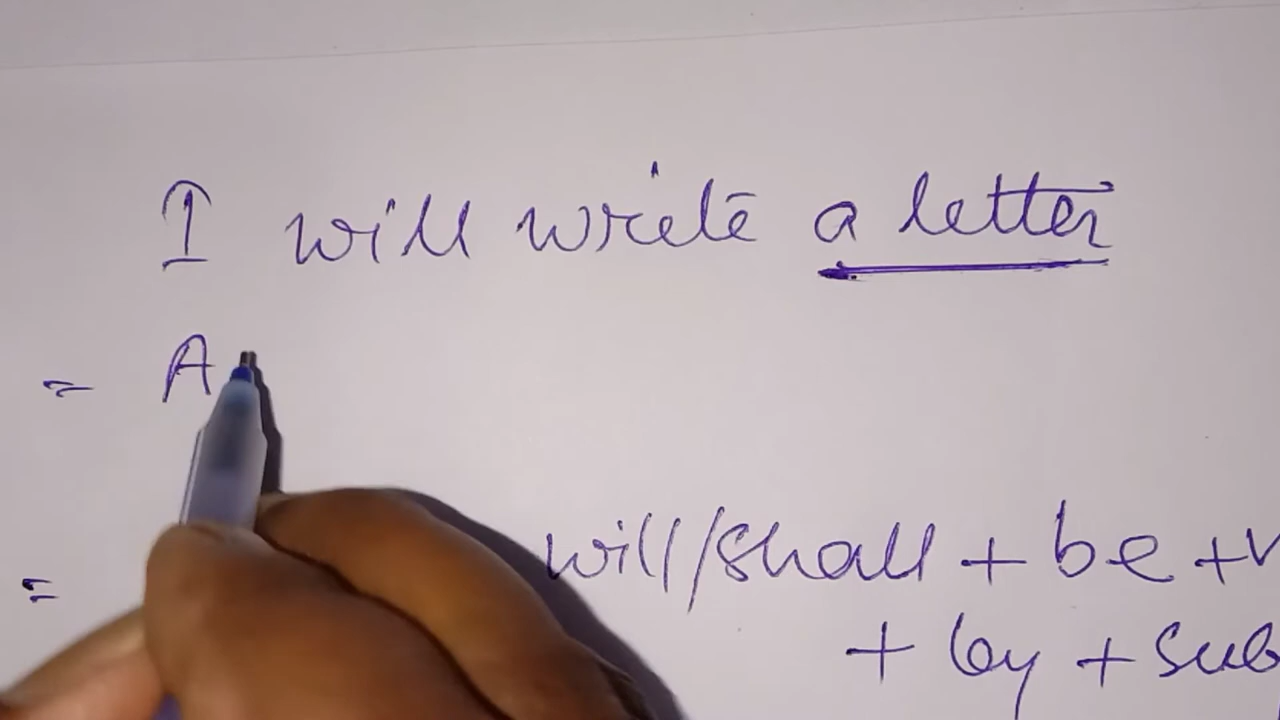 I will write a letter
= A
= will/shall + be + v
+ by + sub